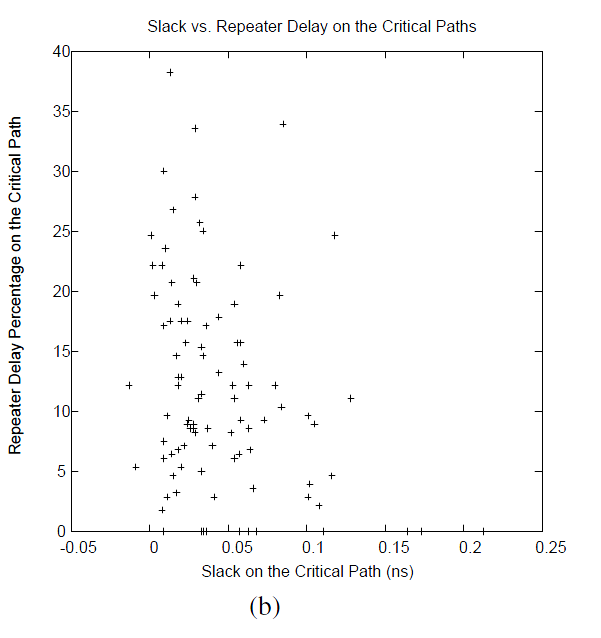 Slack vs. Repeater Delay on the Critical Paths
40
35
30
25
20
15
10
5
0
Repeater Delay Percentage on the Critical Path
-0.05 0 0.05 0.1 0.15 0.2 0.25
Slack on the Critical Path (ns)
(b)